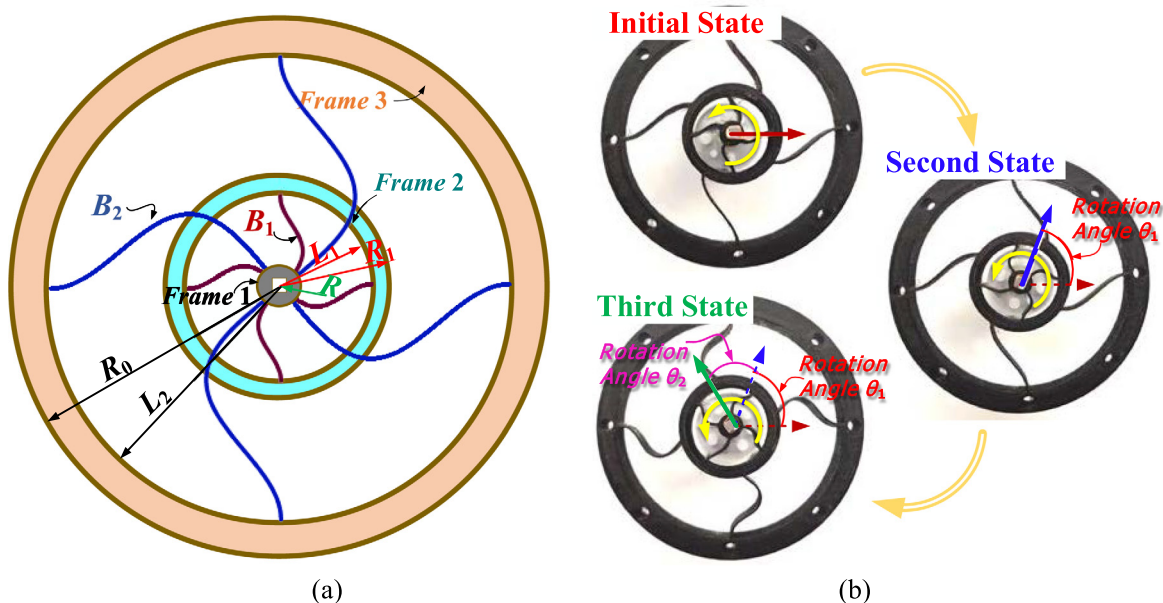 Frame 3
Frame 2
B2
B1
L1
R1
R
Frame 1
R0
L2
(a)
Initial State
Second State
Rotation
Angle θ1
Third State
Rotation
Angle θ2
Rotation
Angle θ1
(b)